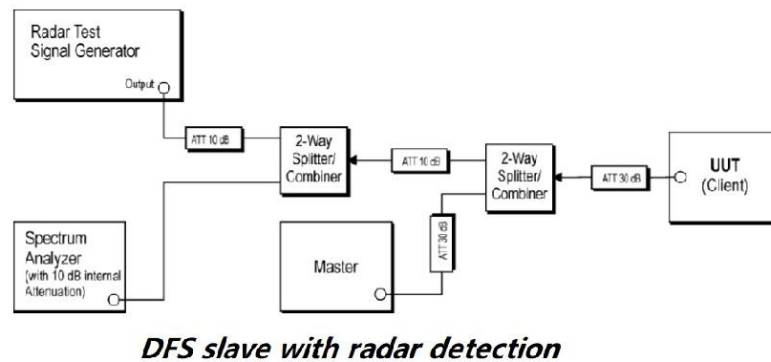 Radar Test
Signal Generator
Output
ATT 10 dB
2-Way
Splitter/
Combiner
ATT 10 dB
2-Way
Splitter/
Combiner
ATT 30 dB
UUT
(Client)
Spectrum
Analyzer
(with 10 dB internal
Attenuation)
Master
ATT 30 dB
DFS slave with radar detection